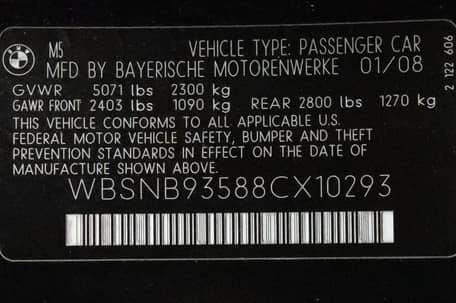 BMW
M5 VEHICLE TYPE: PASSENGER CAR
MFD BY BAYERISCHE MOTORENWERKE 01/08
GVWR 5071 lbs 2300 kg
GAWR FRONT 2403 lbs 1090 kg REAR 2800 lbs 1270 kg
THIS VEHICLE CONFORMS TO ALL APPLICABLE U.S.
FEDERAL MOTOR VEHICLE SAFETY, BUMPER AND THEFT
PREVENTION STANDARDS IN EFFECT ON THE DATE OF
MANUFACTURE SHOWN ABOVE.
WBSNB93588CX10293
2 122 606